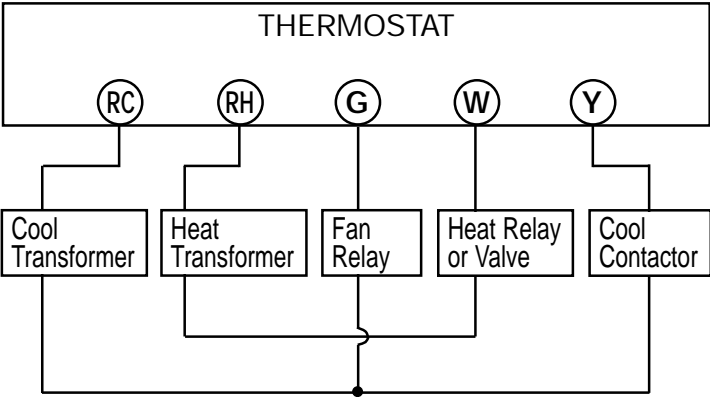 THERMOSTAT
RC RH G W Y
Cool Transformer
Heat Transformer
Fan Relay
Heat Relay or Valve
Cool Contactor